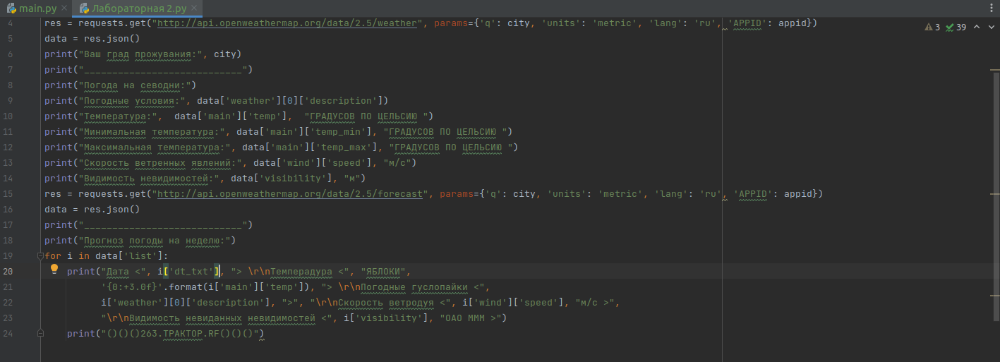 main.py Лабораторная 2.py
4 res = requests.get("http://api.openweathermap.org/data/2.5/weather", params={'q': city, 'units': 'metric', 'lang': 'ru', 'APPID': appid})
3 39
5 data = res.json()
6 print("Ваш град прожувания:", city)
7 print("____________________________")
8 print("Погода на севодни:")
9 print("Погодные условия:", data['weather'][0]['description'])
10 print("Температура:",  data['main']['temp'],  "ГРАДУСОВ ПО ЦЕЛЬСИЮ ")
11 print("Минимальная температура:", data['main']['temp_min'], "ГРАДУСОВ ПО ЦЕЛЬСИЮ ")
12 print("Максимальная температура:", data['main']['temp_max'], "ГРАДУСОВ ПО ЦЕЛЬСИЮ ")
13 print("Скорость ветренных явлений:", data['wind']['speed'], "м/с")
14 print("Видимость невидимостей:", data['visibility'], "м")
15 res = requests.get("http://api.openweathermap.org/data/2.5/forecast", params={'q': city, 'units': 'metric', 'lang': 'ru', 'APPID': appid})
16 data = res.json()
17 print("____________________________")
18 print("Прогноз погоды на неделю:")
19 for i in data['list']:
20     print("Дата <", i['dt_txt'], "> \r\nТемперадура <", "ЯБЛОКИ",
21           '{0:+3.0f}'.format(i['main']['temp']), "> \r\nПогодные гуслопайки <",
22           i['weather'][0]['description'], ">", "\r\nСкорость ветродуя <", i['wind']['speed'], "м/с >",
23           "\r\nВидимость невиданных невидимостей <", i['visibility'], "ОАО МММ >")
24     print("()()()263.ТРАКТОР.RF()()()")